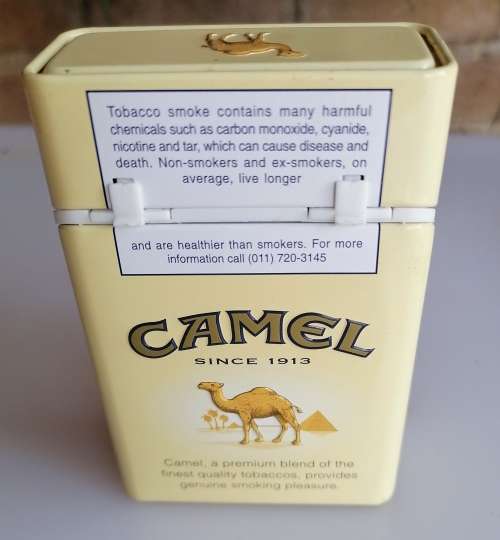 Tobacco smoke contains many harmful
chemicals such as carbon monoxide, cyanide,
nicotine and tar, which can cause disease and
death. Non-smokers and ex-smokers, on
average, live longer
and are healthier than smokers. For more
information call (011) 720-3145
CAMEL
SINCE 1913
Camel, a premium blend of the
finest quality tobaccos, provides
genuine smoking pleasure.